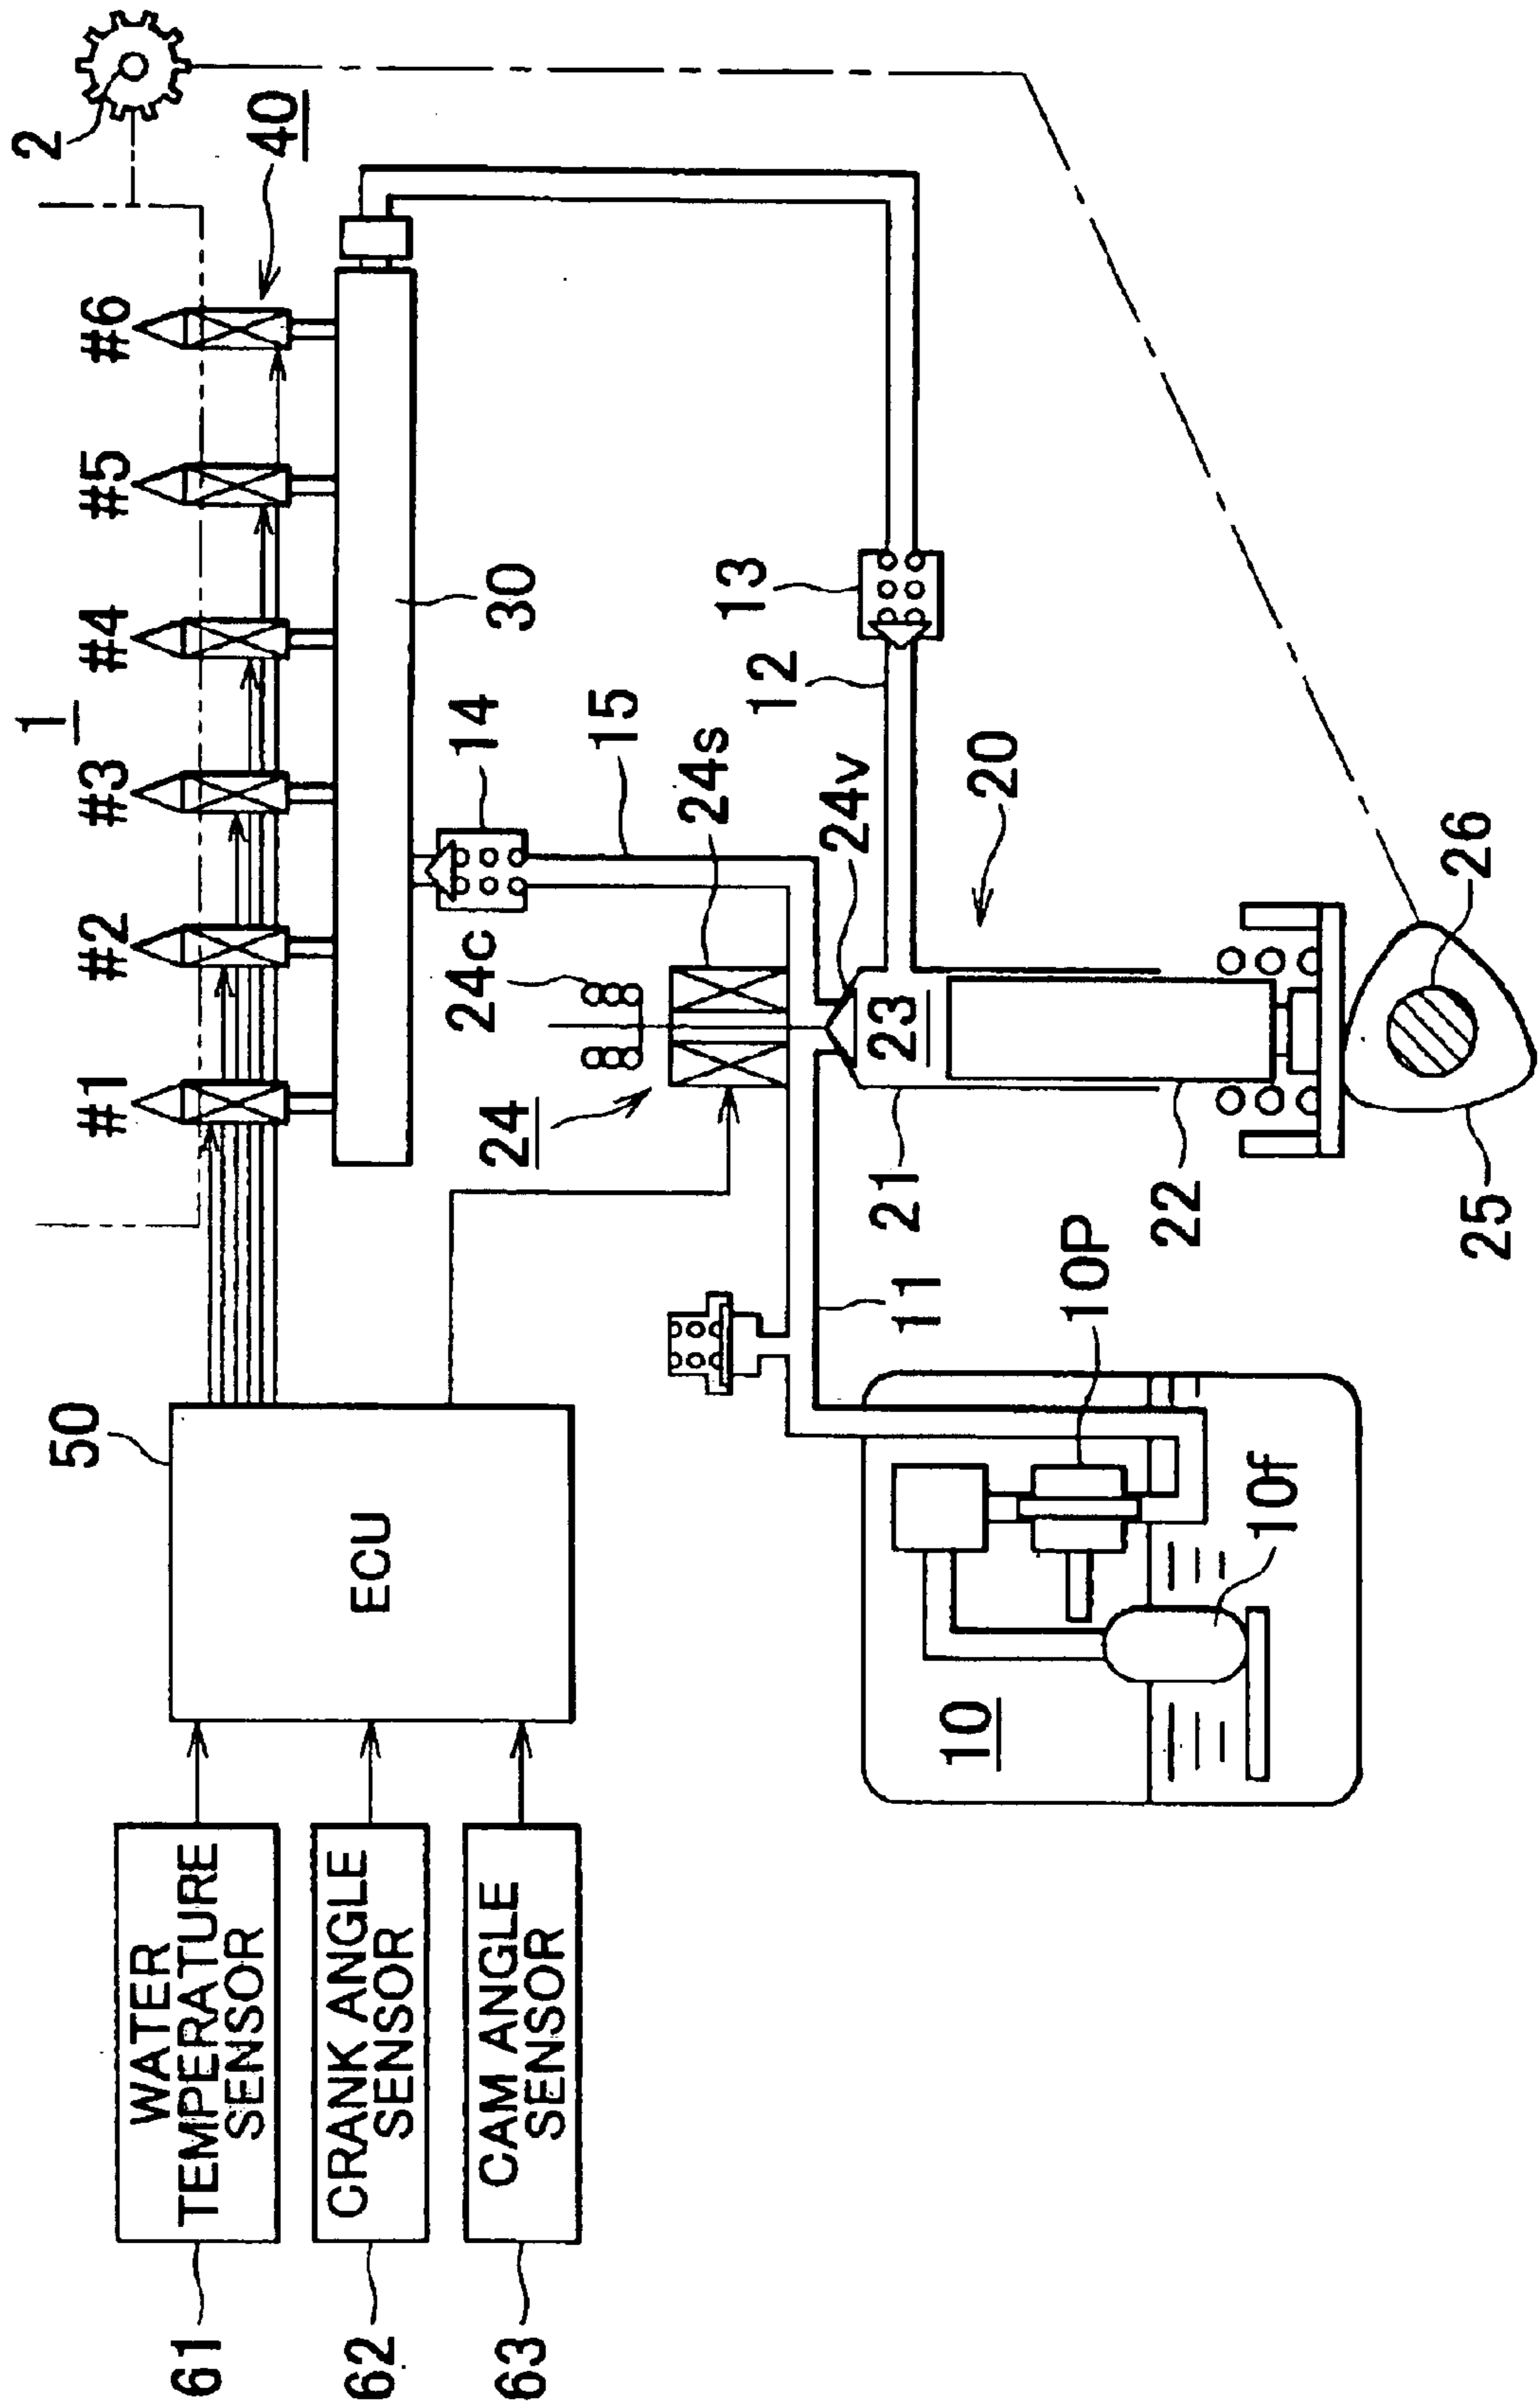 1
2
#1
#2
#3
#4
#5
#6
40
50
ECU
30
61
WATER
TEMPERATURE
SENSOR
62
CRANK ANGLE
SENSOR
63
CAM ANGLE
SENSOR
14
15
24c
24s
24
24v
13
12
23
20
21
22
11
10P
10
10f
25
26